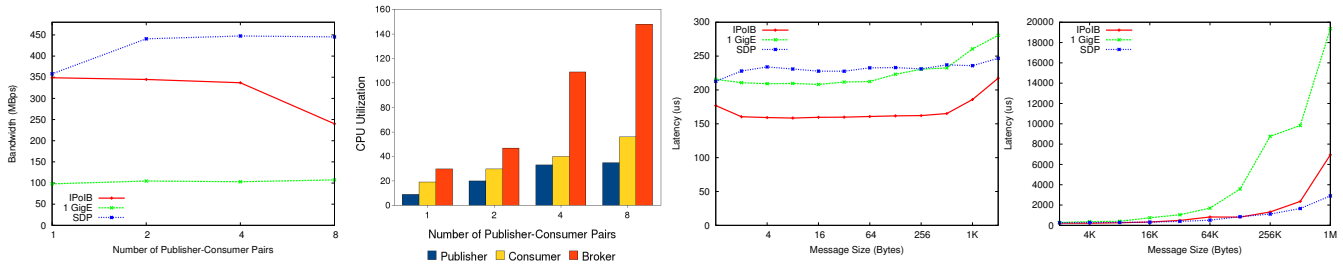 450
400
350
300
250
200
150
100
50
0
Bandwidth (MBps)
IPoIB
1 GigE
SDP
1 2 4 8
Number of Publisher-Consumer Pairs
160
140
120
100
80
60
40
20
0
CPU Utilization
1 2 4 8
Number of Publisher-Consumer Pairs
Publisher Consumer Broker
300
250
200
150
100
50
0
Latency (us)
IPoIB
1 GigE
SDP
4 16 64 256 1K
Message Size (Bytes)
20000
18000
16000
14000
12000
10000
8000
6000
4000
2000
0
Latency (us)
IPoIB
1 GigE
SDP
4K 16K 64K 256K 1M
Message Size (Bytes)